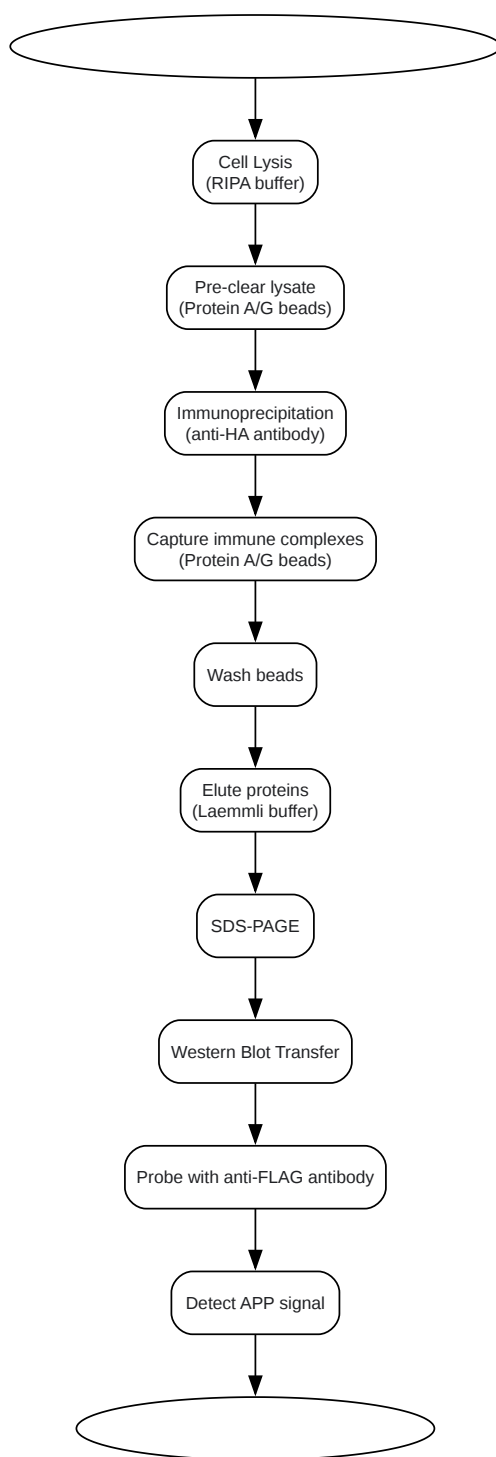 Cell Lysis
(RIPA buffer)
Pre-clear lysate
(Protein A/G beads)
Immunoprecipitation
(anti-HA antibody)
Capture immune complexes
(Protein A/G beads)
Wash beads
Elute proteins
(Laemmli buffer)
SDS-PAGE
Western Blot Transfer
Probe with anti-FLAG antibody
Detect APP signal